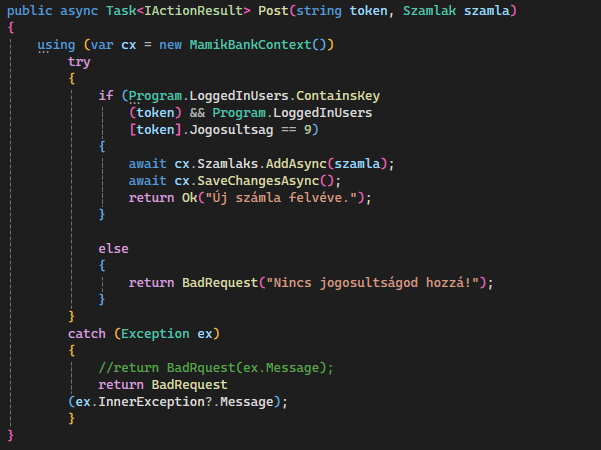 public async Task<IActionResult> Post(string token, Szamlak szamla)
{
using (var cx = new MamikBankContext())
try
{
if (Program.LoggedInUsers.ContainsKey
(token) && Program.LoggedInUsers
[token].Jogosultsag == 9)
{
await cx.Szamlaks.AddAsync(szamla);
await cx.SaveChangesAsync();
return Ok("Új számla felvéve.");
}
else
{
return BadRequest("Nincs jogosultságod hozzá!");
}
}
catch (Exception ex)
{
//return BadRquest(ex.Message);
return BadRequest
(ex.InnerException?.Message);
}
}